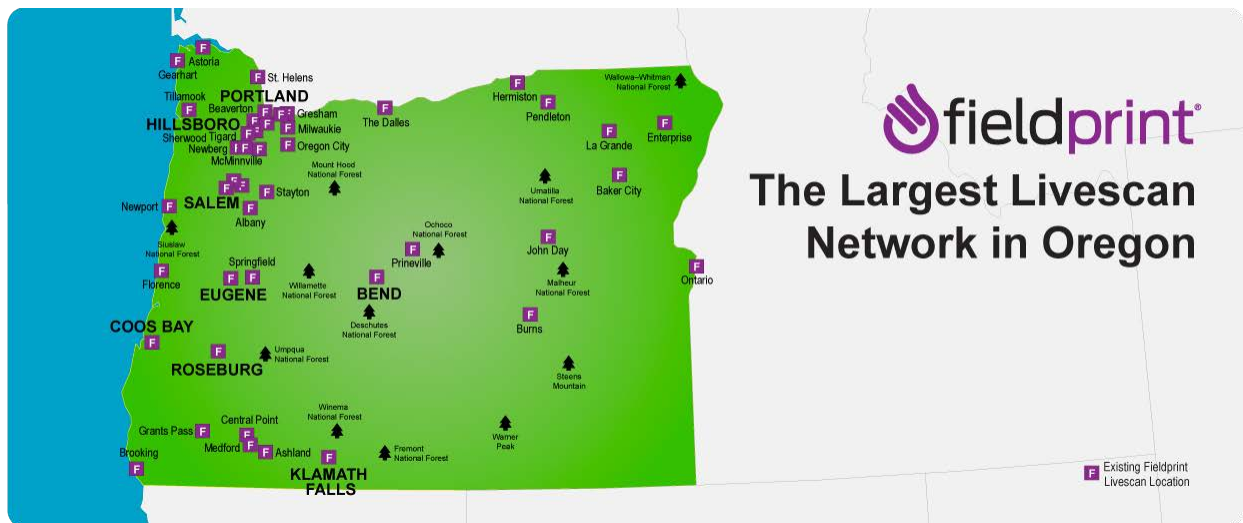 fieldprint®
The Largest Livescan
Network in Oregon
Astoria
Gearhart
St. Helens
Tillamook
PORTLAND
Beaverton
Gresham
HILLSBORO
Milwaukie
Sherwood Tigard
Oregon City
Newberg
McMinnville
The Dalles
Hermiston
Pendleton
Wallowa–Whitman
National Forest
La Grande
Enterprise
Baker City
Mount Hood
National Forest
Umatilla
National Forest
Stayton
SALEM
Newport
Albany
Siuslaw
National Forest
Ochoco
National Forest
Prineville
John Day
Springfield
Florence
EUGENE
Willamette
National Forest
BEND
Malheur
National Forest
Ontario
Deschutes
National Forest
Burns
COOS BAY
ROSEBURG
Umpqua
National Forest
Steens
Mountain
Winema
National Forest
Central Point
Grants Pass
Medford
Ashland
Warner
Peak
Fremont
National Forest
Brooking
KLAMATH
FALLS
F Existing Fieldprint
Livescan Location